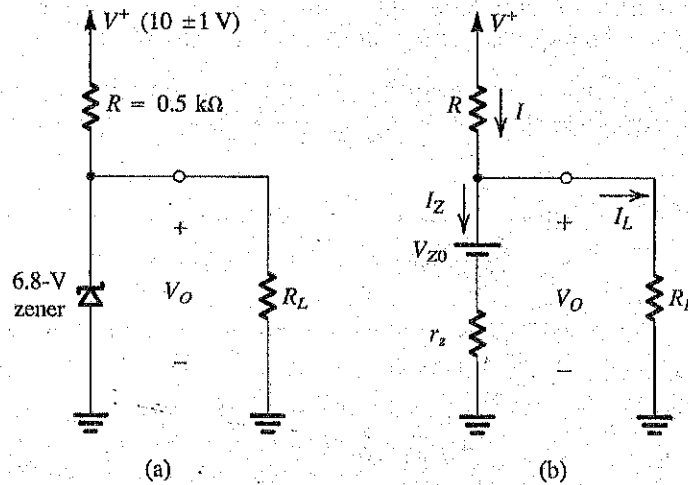 V⁺ (10 ±1 V)
R = 0.5 kΩ
6.8-V
zener
+
V_O
−
R_L
(a)
V⁺
R
I
I_Z
V_Z0
r_z
+
V_O
−
I_L
R_L
(b)